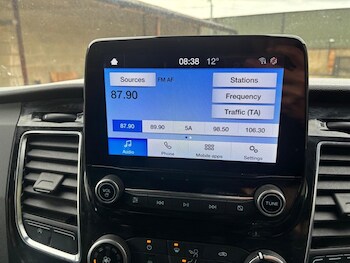 08:38 12°
Sources FM AF Stations
87.90 Frequency
Traffic (TA)
87.90 89.90 5A 98.50 106.30
Audio Phone Mobile apps Settings
VOL TUNE